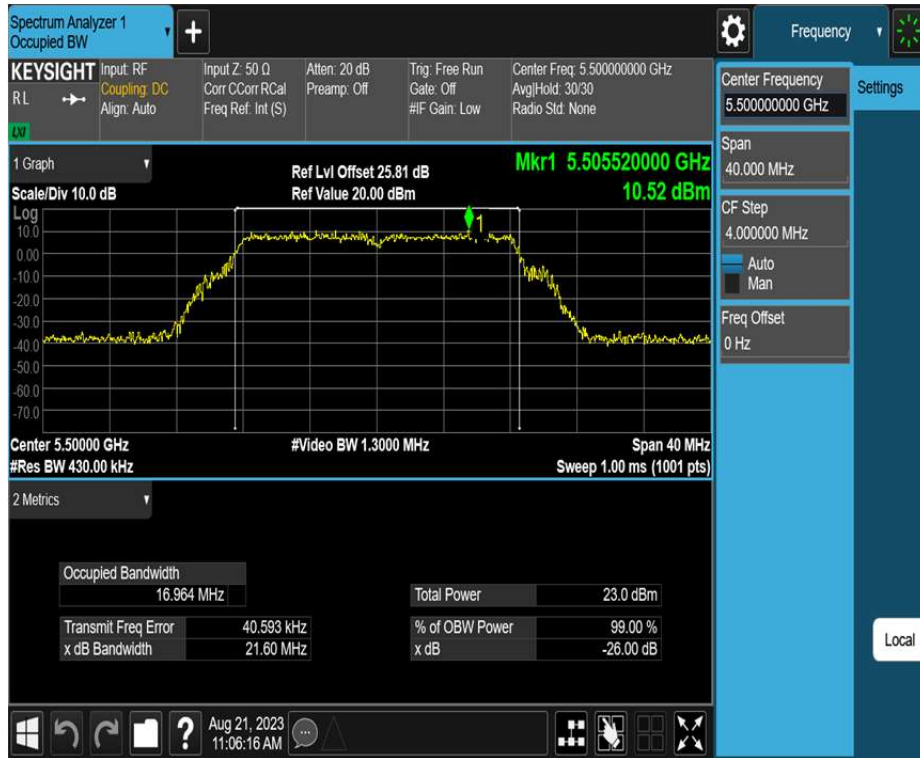 Spectrum Analyzer 1
Occupied BW
+
Frequency
KEYSIGHT
RL
LXI
Input: RF
Coupling: DC
Align: Auto
Input Z: 50 Ω
Corr CCorr RCal
Freq Ref: Int (S)
Atten: 20 dB
Preamp: Off
Trig: Free Run
Gate: Off
#IF Gain: Low
Center Freq: 5.500000000 GHz
Avg|Hold: 30/30
Radio Std: None
Center Frequency
5.500000000 GHz
Settings
Span
40.000 MHz
CF Step
4.000000 MHz
Auto
Man
Freq Offset
0 Hz
Local
1 Graph
Scale/Div 10.0 dB
Ref Lvl Offset 25.81 dB
Ref Value 20.00 dBm
Mkr1 5.505520000 GHz
10.52 dBm
Log
10.0
0.00
-10.0
-20.0
-30.0
-40.0
-50.0
-60.0
-70.0
1
Center 5.50000 GHz
#Video BW 1.3000 MHz
Span 40 MHz
#Res BW 430.00 kHz
Sweep 1.00 ms (1001 pts)
2 Metrics
Occupied Bandwidth
16.964 MHz
Total Power 23.0 dBm
Transmit Freq Error 40.593 kHz
% of OBW Power 99.00 %
x dB Bandwidth 21.60 MHz
x dB -26.00 dB
?
Aug 21, 2023
11:06:16 AM